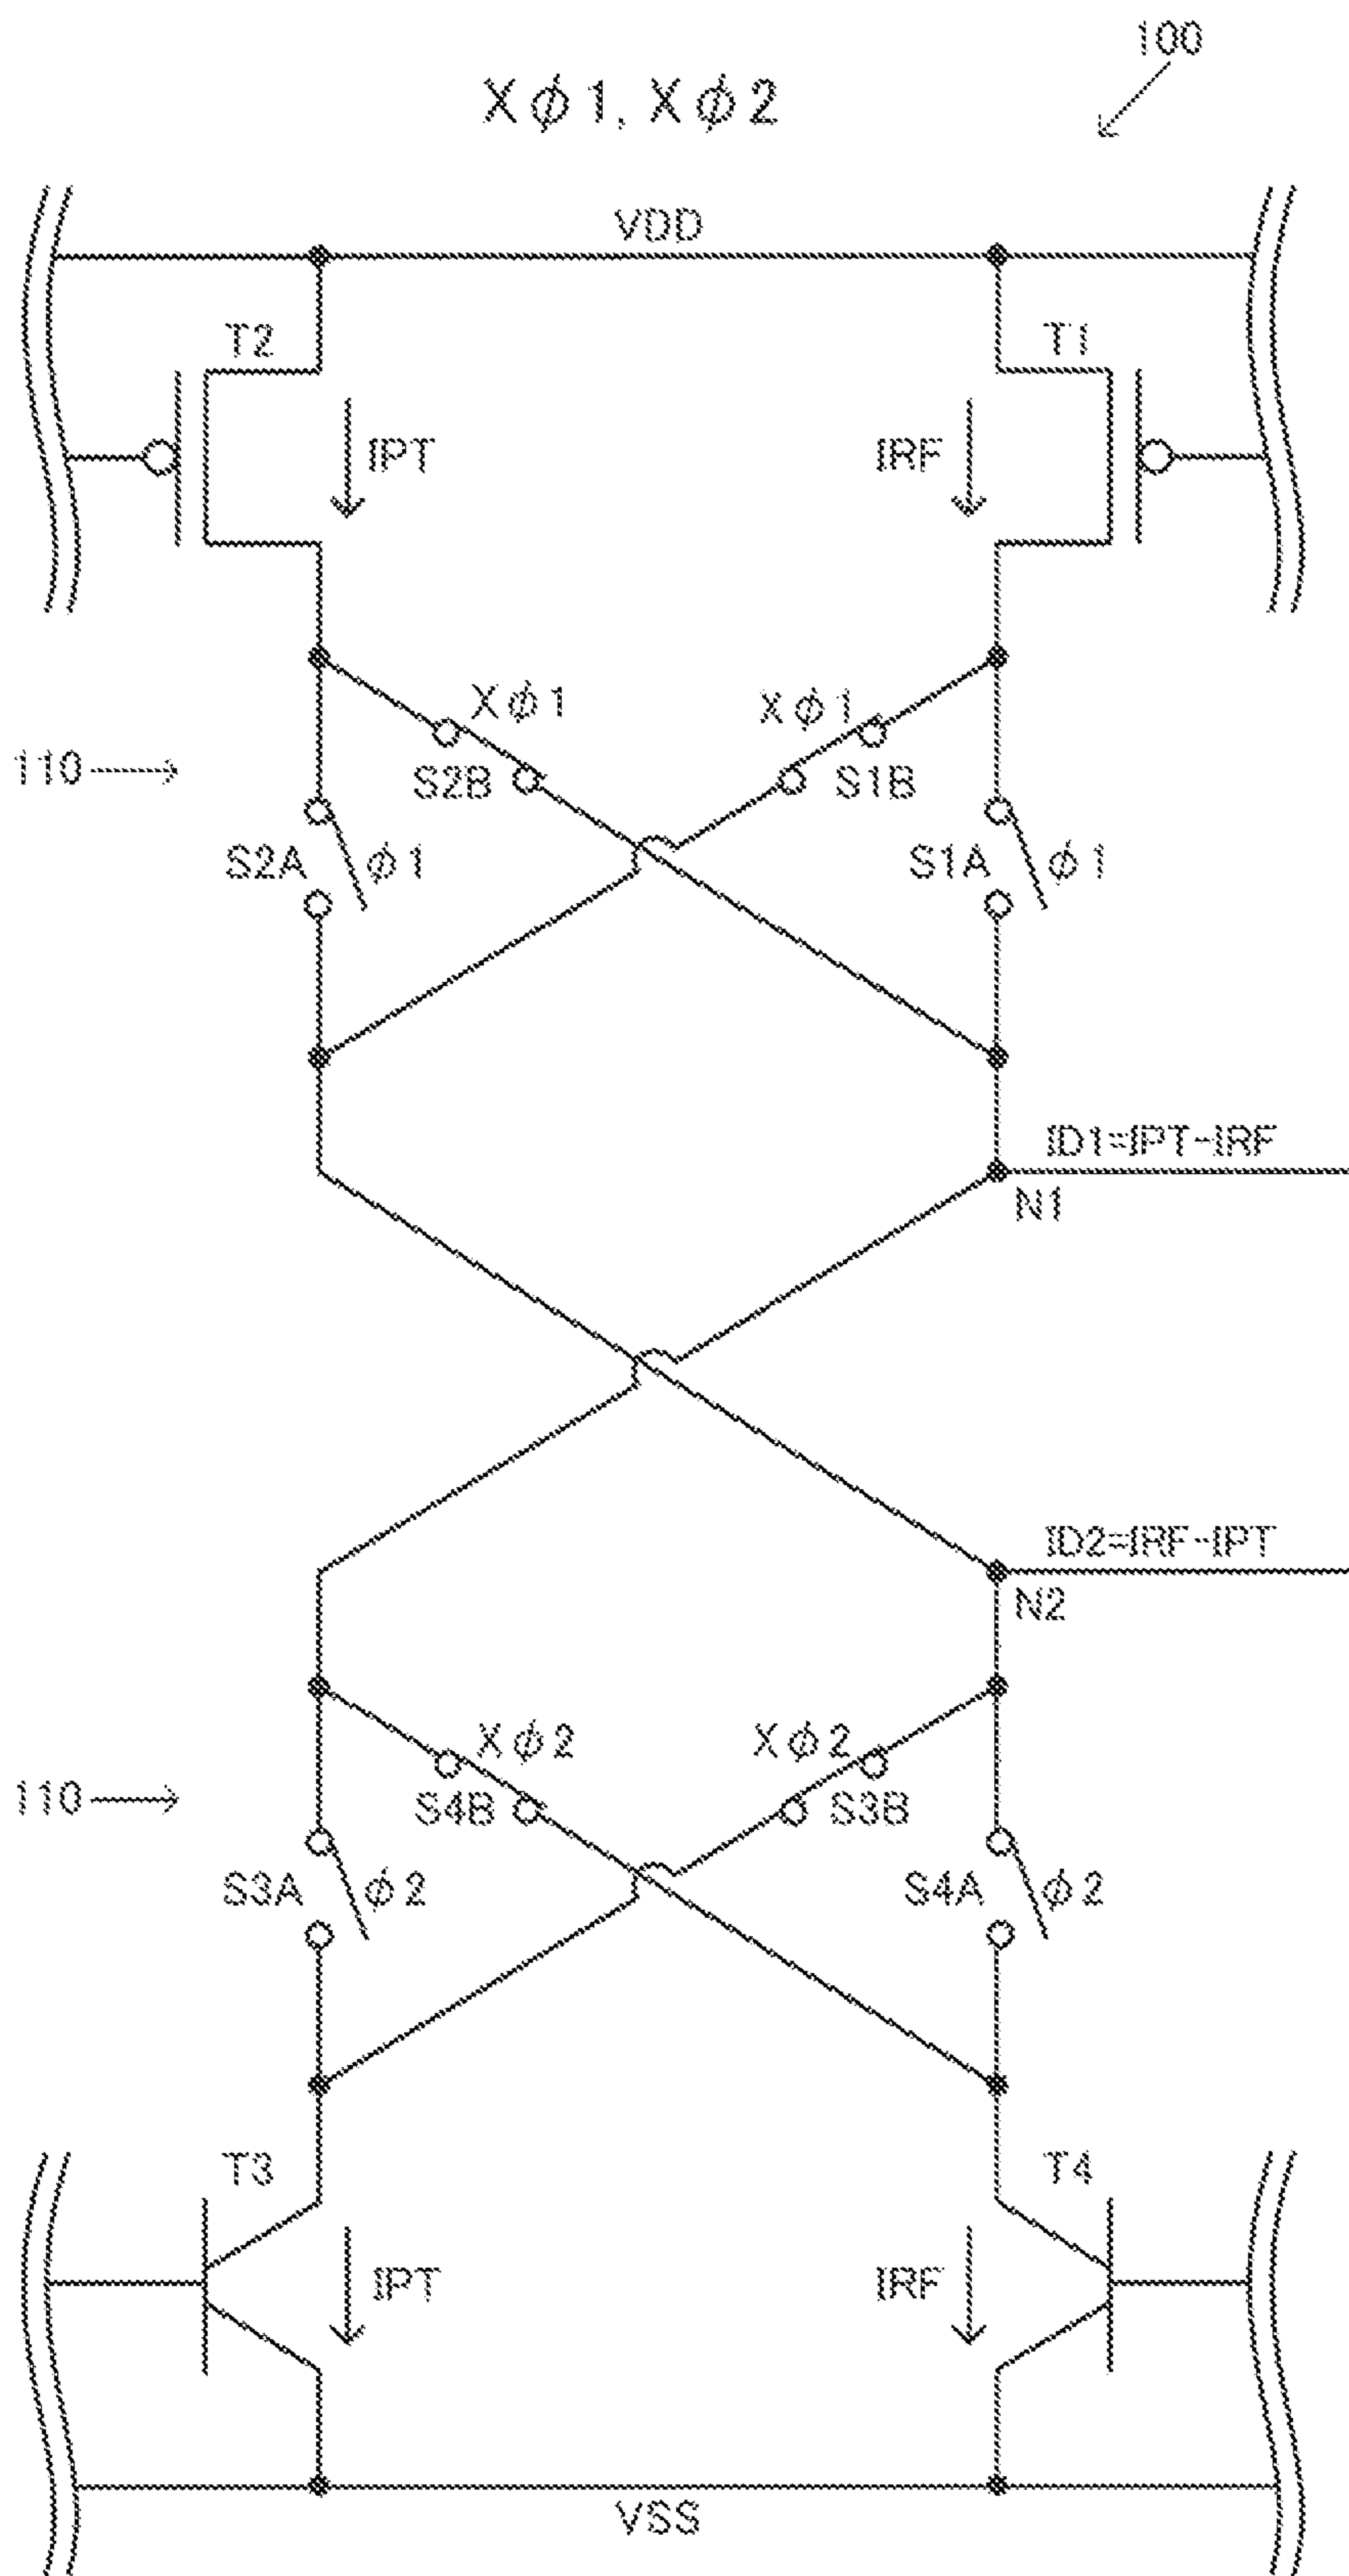 100
Xφ1, Xφ2
VDD
T2
T1
IPT
IRF
Xφ1
Xφ1
110
S2B
S1B
S2A
φ1
S1A
φ1
ID1=IPT-IRF
N1
ID2=IRF-IPT
N2
Xφ2
Xφ2
110
S4B
S3B
S3A
φ2
S4A
φ2
T3
T4
IPT
IRF
VSS